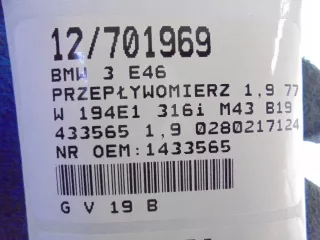 12/701969
BMW 3 E46
PRZEPŁYWOMIERZ 1,9 77
W 194E1 316i M43 B19
433565 1,9 0280217124
NR OEM:1433565
G V 19 B